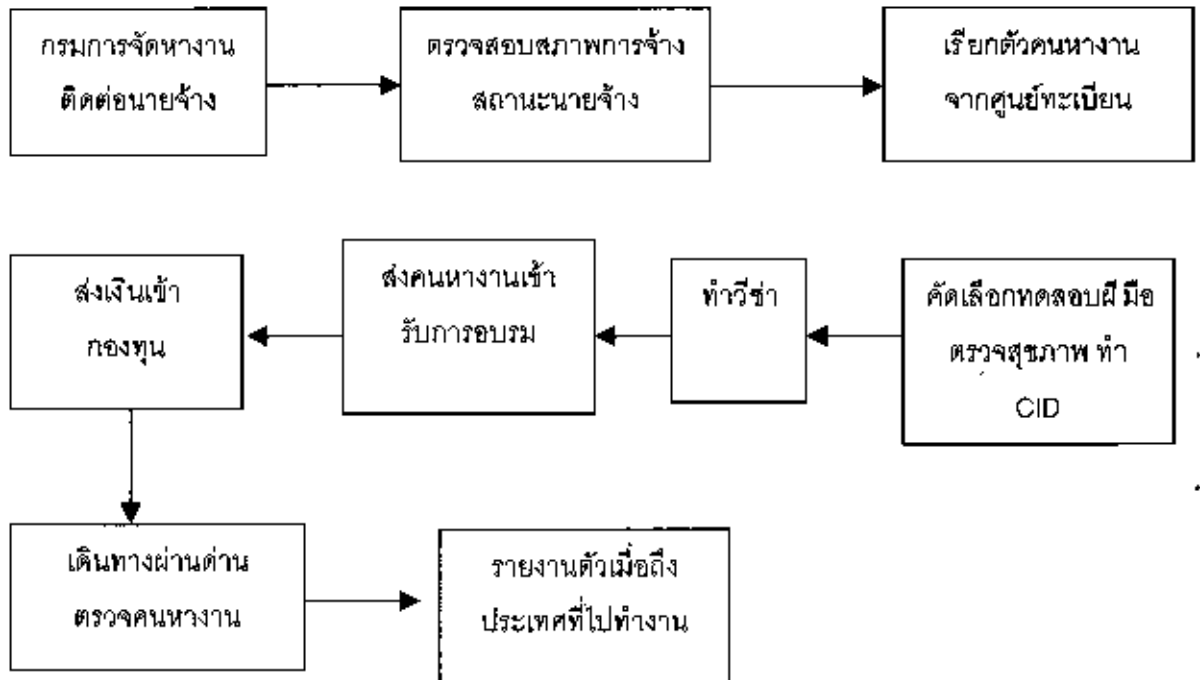 กรมการจัดหางาน
ติดต่อนายจ้าง
ตรวจสอบสภาพการจ้าง
สถานะนายจ้าง
เรียกตัวคนหางาน
จากศูนย์ทะเบียน
คัดเลือกทดสอบฝีมือ
ตรวจสุขภาพ ทำ
CID
ทำวีซ่า
ส่งคนหางานเข้า
รับการอบรม
ส่งเงินเข้า
กองทุน
เดินทางผ่านด่าน
ตรวจคนหางาน
รายงานตัวเมื่อถึง
ประเทศที่ไปทำงาน